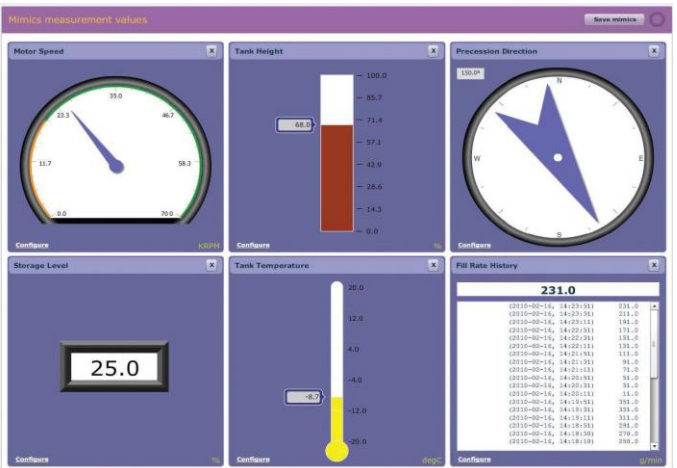 Mimics measurement values
Save mimics
Motor Speed
X
35.0
23.3
46.7
11.7
58.3
0.0
70.0
Configure
KRPM
Tank Height
X
100.0
85.7
71.4
68.0
57.1
42.9
28.6
14.3
0.0
Configure
%
Precession Direction
X
150.0º
N
W
E
S
Configure
Storage Level
X
25.0
Configure
%
Tank Temperature
X
20.0
12.0
4.0
-4.0
-8.7
-12.0
-20.0
Configure
degC
Fill Rate History
X
231.0
(2010-02-16, 14:23:51) 231.0
(2010-02-16, 14:23:31) 211.0
(2010-02-16, 14:23:11) 191.0
(2010-02-16, 14:22:51) 171.0
(2010-02-16, 14:22:31) 151.0
(2010-02-16, 14:22:11) 131.0
(2010-02-16, 14:21:51) 111.0
(2010-02-16, 14:21:31) 91.0
(2010-02-16, 14:21:11) 71.0
(2010-02-16, 14:20:51) 51.0
(2010-02-16, 14:20:31) 31.0
(2010-02-16, 14:20:11) 11.0
(2010-02-16, 14:19:51) 351.0
(2010-02-16, 14:19:31) 331.0
(2010-02-16, 14:19:11) 311.0
(2010-02-16, 14:18:51) 291.0
(2010-02-16, 14:18:30) 270.0
(2010-02-16, 14:18:10) 250.0
Configure
g/min